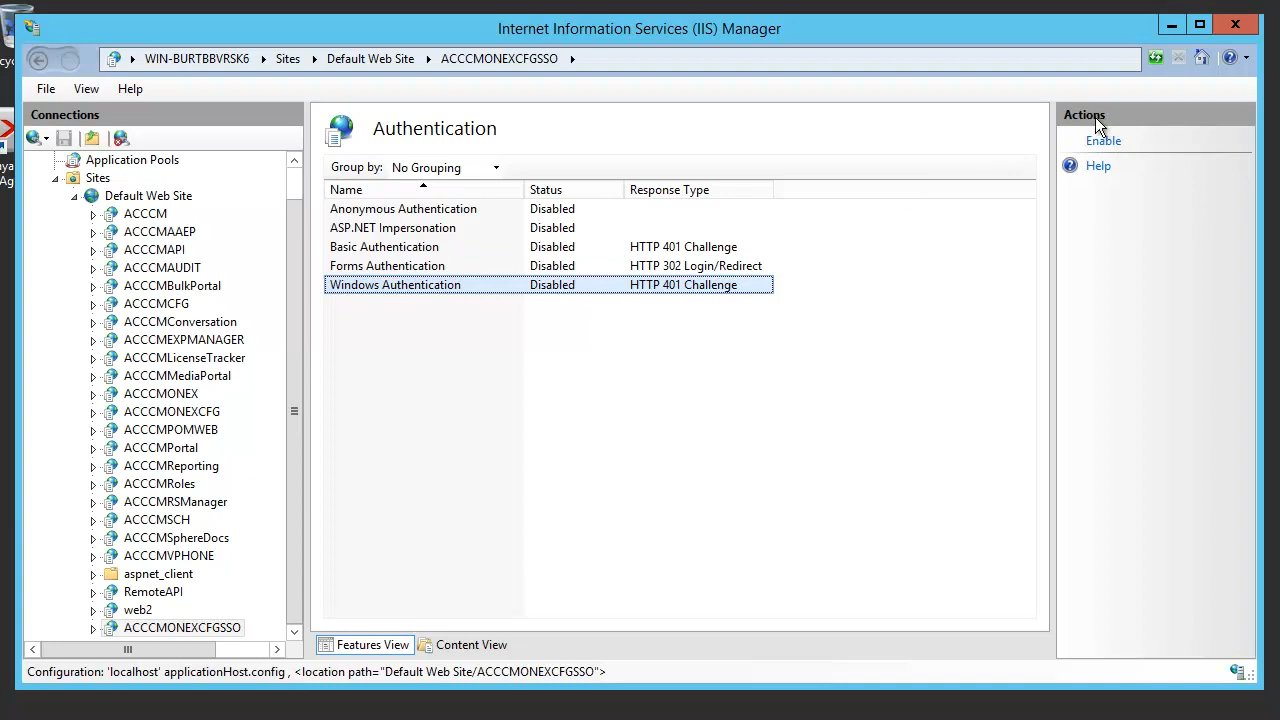 Internet Information Services (IIS) Manager
WIN-BURTBBVRSK6 Sites Default Web Site ACCCMONEXCFGSSO
File View Help
Connections
Application Pools
Sites
Default Web Site
ACCCM
ACCCMAAEP
ACCCMAPI
ACCCMAUDIT
ACCCMBulkPortal
ACCCMCFG
ACCCMConversation
ACCCMEXPMANAGER
ACCCMLicenseTracker
ACCCMMediaPortal
ACCCMONEX
ACCCMONEXCFG
ACCCMPOMWEB
ACCCMPortal
ACCCMReporting
ACCCMRoles
ACCCMRSManager
ACCCMSCH
ACCCMSphereDocs
ACCCMVPHONE
aspnet_client
RemoteAPI
web2
ACCCMONEXCFGSSO
Authentication
Group by: No Grouping
Name Status Response Type
Anonymous Authentication Disabled
ASP.NET Impersonation Disabled
Basic Authentication Disabled HTTP 401 Challenge
Forms Authentication Disabled HTTP 302 Login/Redirect
Windows Authentication Disabled HTTP 401 Challenge
Features View Content View
Actions
Enable
Help
Configuration: 'localhost' applicationHost.config , <location path="Default Web Site/ACCCMONEXCFGSSO">